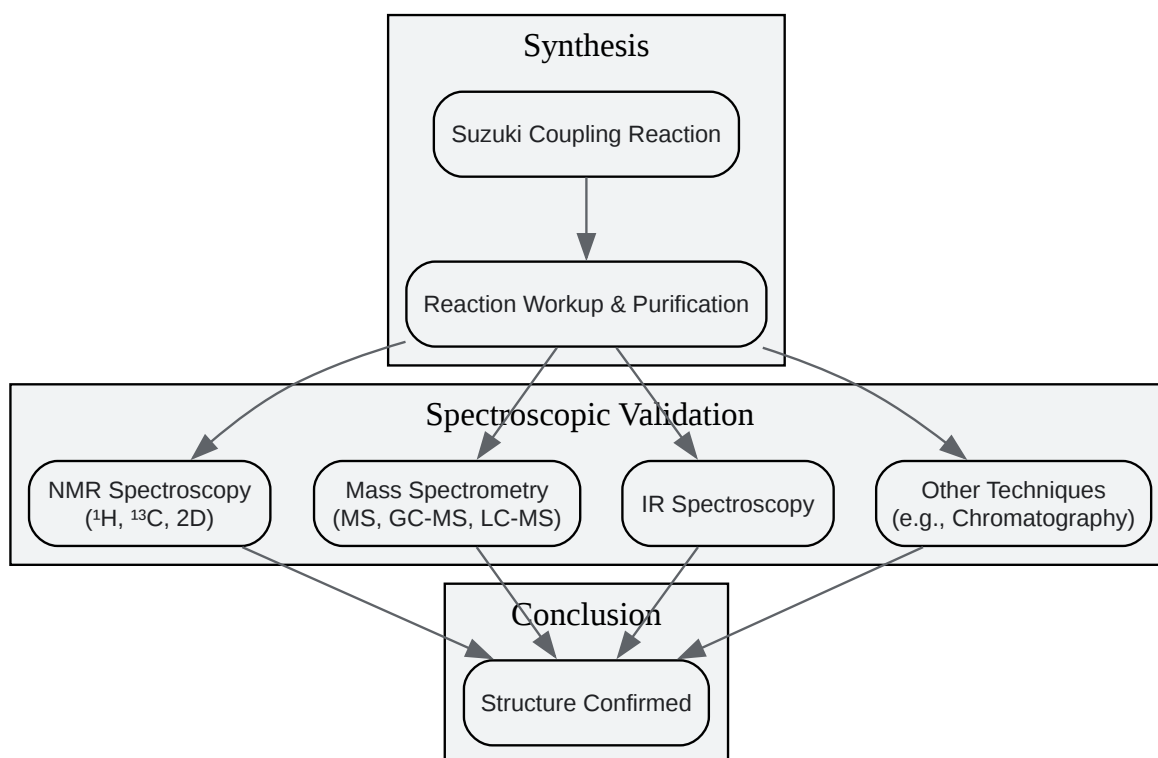 Synthesis
Suzuki Coupling Reaction
Reaction Workup & Purification
Spectroscopic Validation
NMR Spectroscopy
(¹H, ¹³C, 2D)
Mass Spectrometry
(MS, GC-MS, LC-MS)
IR Spectroscopy
Other Techniques
(e.g., Chromatography)
Conclusion
Structure Confirmed